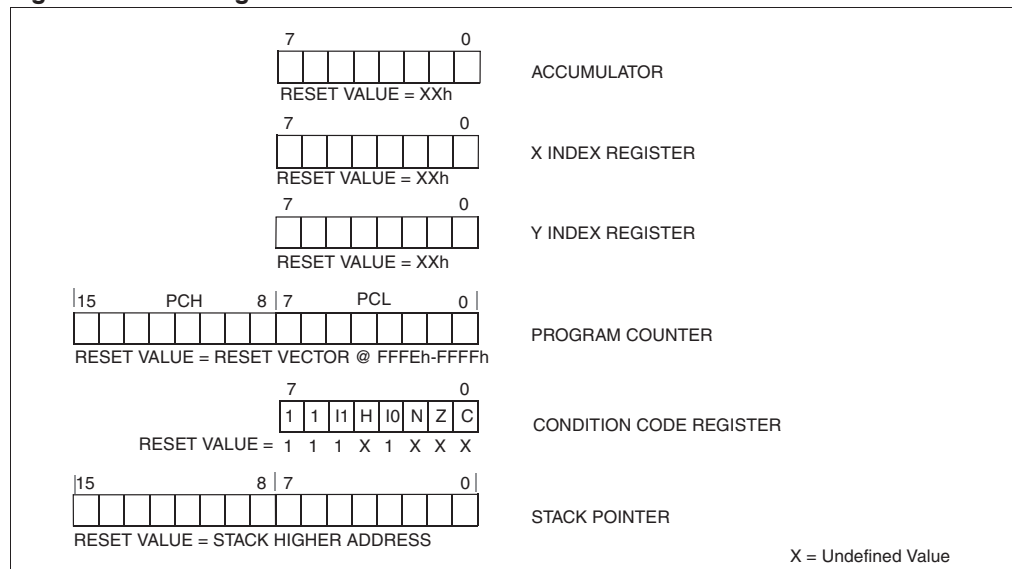 7 0
ACCUMULATOR
RESET VALUE = XXh
7 0
X INDEX REGISTER
RESET VALUE = XXh
7 0
Y INDEX REGISTER
RESET VALUE = XXh
15 PCH 8 7 PCL 0
PROGRAM COUNTER
RESET VALUE = RESET VECTOR @ FFFEh-FFFFh
7 0
1 1 I1 H I0 N Z C
CONDITION CODE REGISTER
RESET VALUE = 1 1 1 X 1 X X X
15 8 7 0
STACK POINTER
RESET VALUE = STACK HIGHER ADDRESS
X = Undefined Value